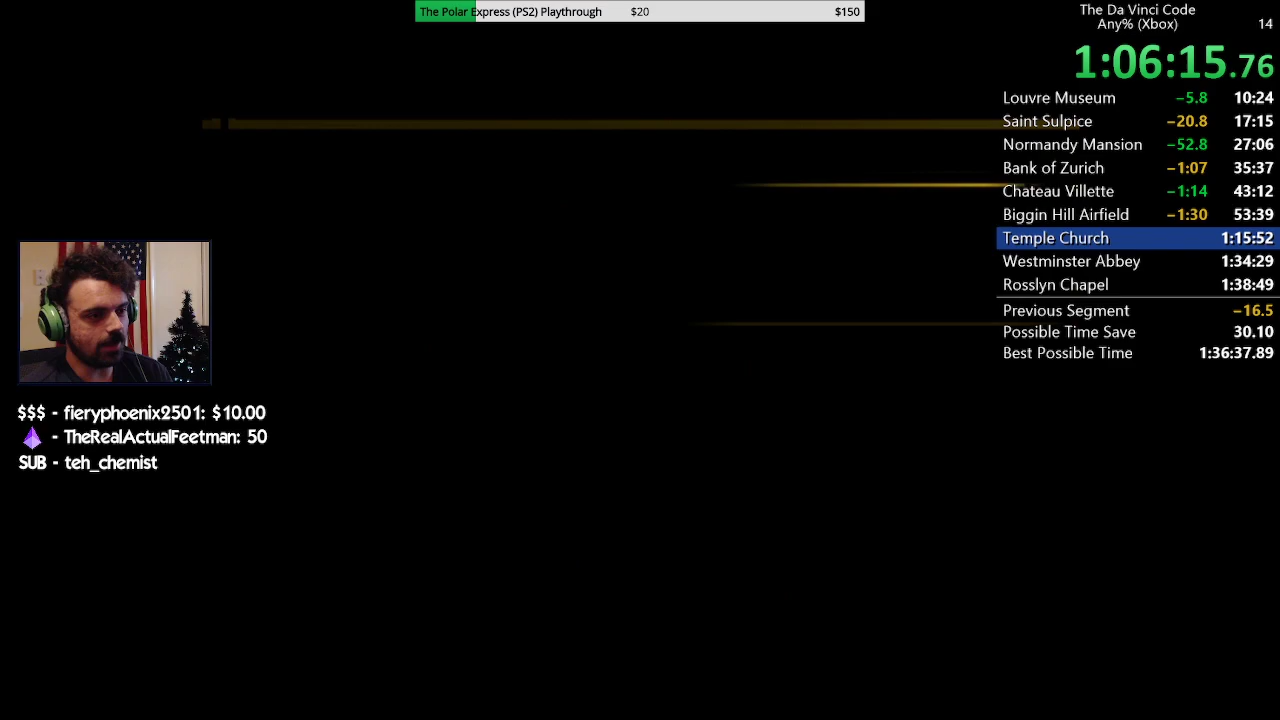 The Polar Express (PS2) Playthrough $20 $150
The Da Vinci Code
Any% (Xbox) 14
1:06:15.76
Louvre Museum -5.8 10:24
Saint Sulpice -20.8 17:15
Normandy Mansion -52.8 27:06
Bank of Zurich -1:07 35:37
Chateau Villette -1:14 43:12
Biggin Hill Airfield -1:30 53:39
Temple Church 1:15:52
Westminster Abbey 1:34:29
Rosslyn Chapel 1:38:49
Previous Segment -16.5
Possible Time Save 30.10
Best Possible Time 1:36:37.89
$$$ - fieryphoenix2501: $10.00
- TheRealActualFeetman: 50
SUB - teh_chemist